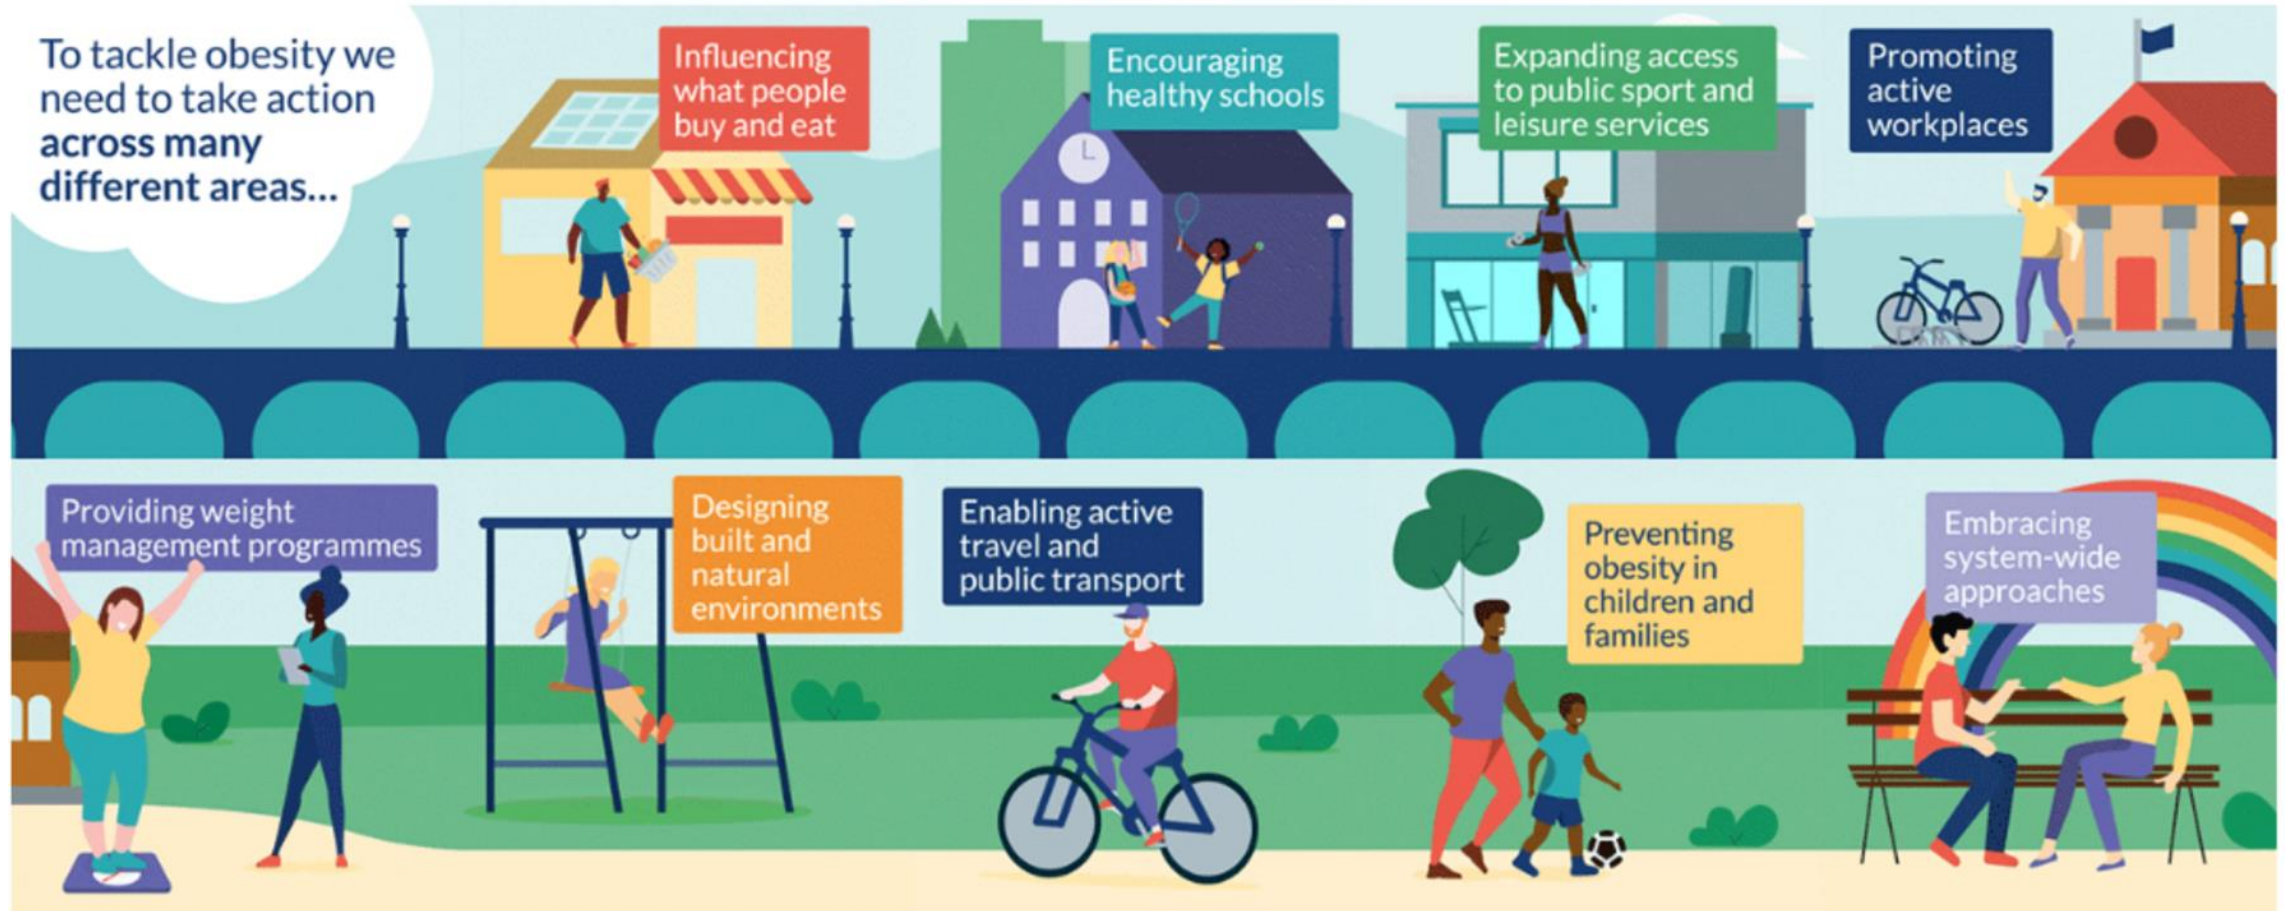 To tackle obesity we
need to take action
across many
different areas...
Influencing
what people
buy and eat
Encouraging
healthy schools
Expanding access
to public sport and
leisure services
Promoting
active
workplaces
Providing weight
management programmes
Designing
built and
natural
environments
Enabling active
travel and
public transport
Preventing
obesity in
children and
families
Embracing
system-wide
approaches